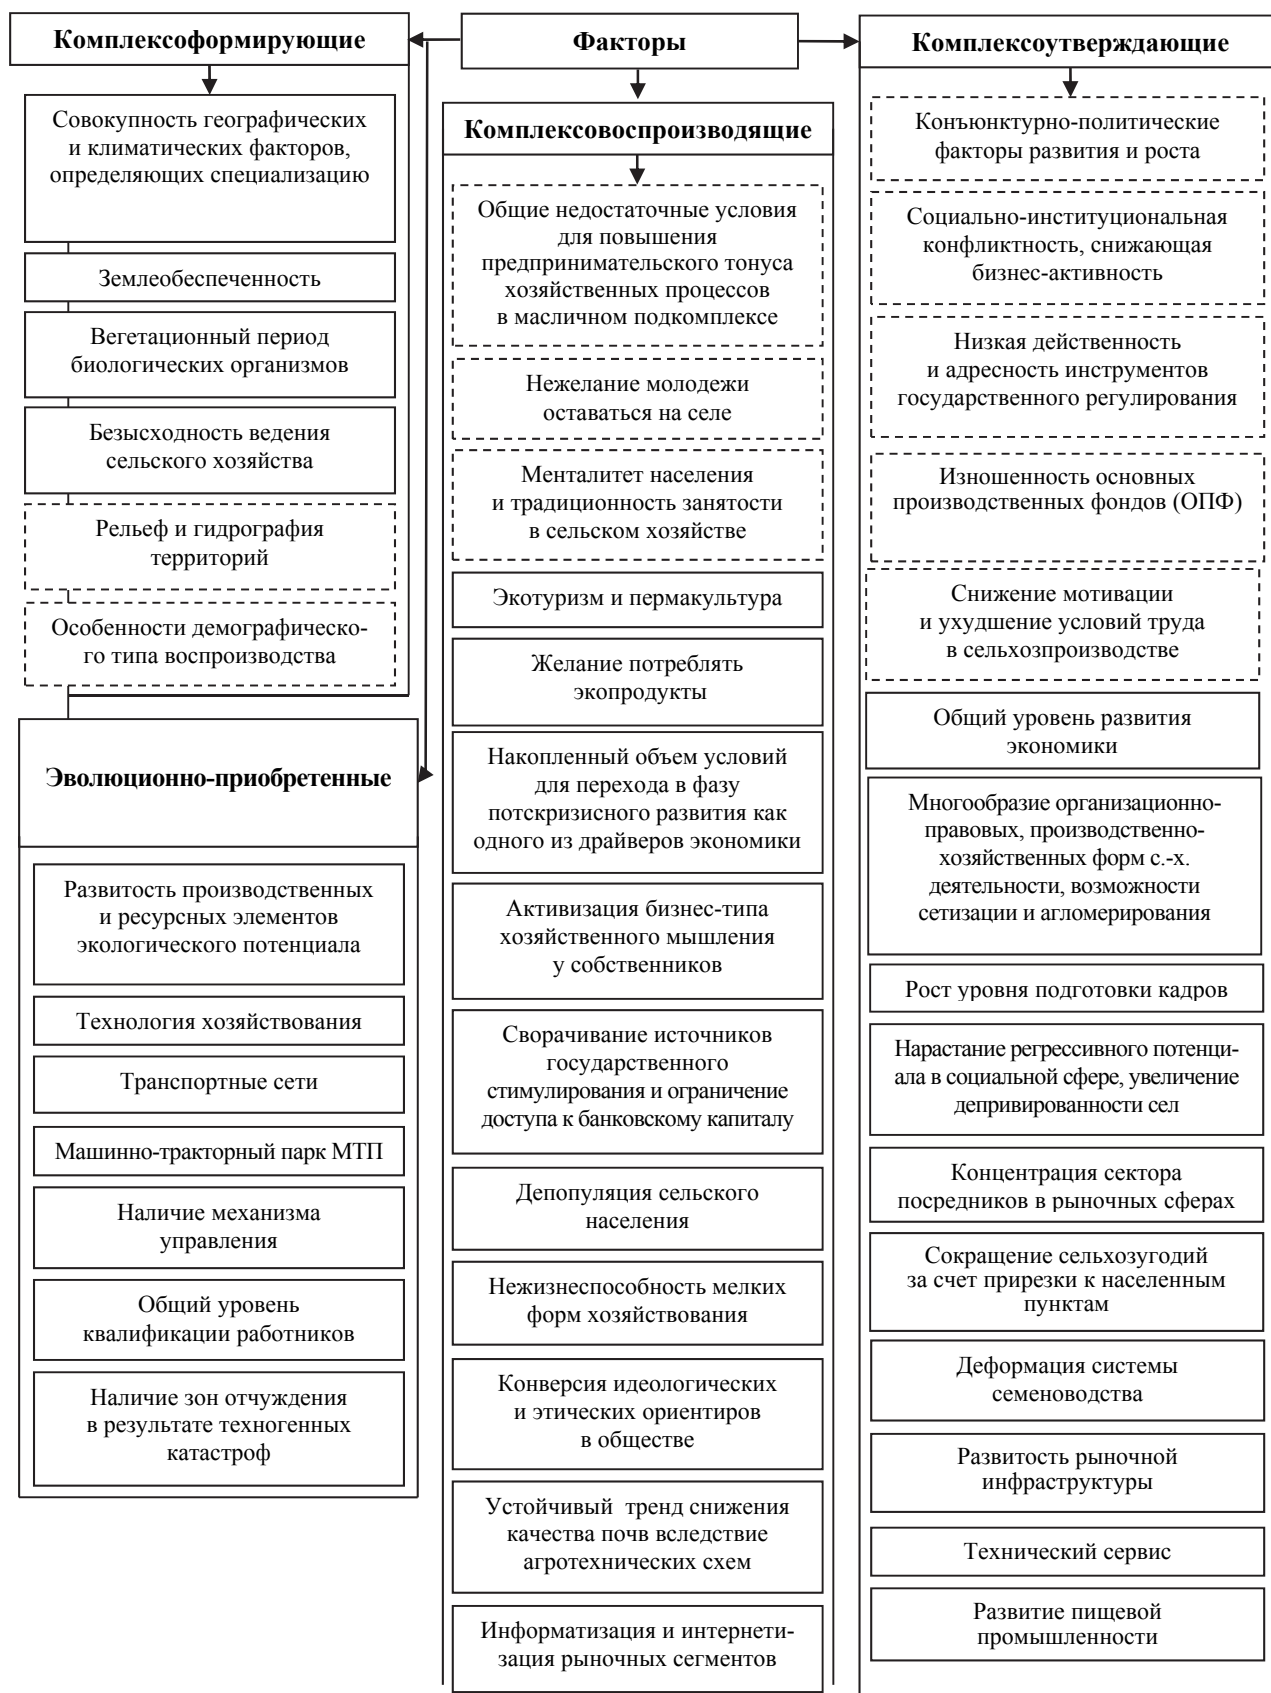 Факторы
Комплексоформирующие
Совокупность географических
и климатических факторов,
определяющих специализацию
Землеобеспеченность
Вегетационный период
биологических организмов
Безысходность ведения
сельского хозяйства
Рельеф и гидрография
территорий
Особенности демографическо-
го типа воспроизводства
Эволюционно-приобретенные
Развитость производственных
и ресурсных элементов
экологического потенциала
Технология хозяйствования
Транспортные сети
Машинно-тракторный парк МТП
Наличие механизма
управления
Общий уровень
квалификации работников
Наличие зон отчуждения
в результате техногенных
катастроф
Комплексовоспроизводящие
Общие недостаточные условия
для повышения
предпринимательского тонуса
хозяйственных процессов
в масличном подкомплексе
Нежелание молодежи
оставаться на селе
Менталитет населения
и традиционность занятости
в сельском хозяйстве
Экотуризм и пермакультура
Желание потреблять
экопродукты
Накопленный объем условий
для перехода в фазу
потскризисного развития как
одного из драйверов экономики
Активизация бизнес-типа
хозяйственного мышления
у собственников
Сворачивание источников
государственного
стимулирования и ограничение
доступа к банковскому капиталу
Депопуляция сельского
населения
Нежизнеспособность мелких
форм хозяйствования
Конверсия идеологических
и этических ориентиров
в обществе
Устойчивый тренд снижения
качества почв вследствие
агротехнических схем
Информатизация и интернети-
зация рыночных сегментов
Комплексоутверждающие
Конъюнктурно-политические
факторы развития и роста
Социально-институциональная
конфликтность, снижающая
бизнес-активность
Низкая действенность
и адресность инструментов
государственного регулирования
Изношенность основных
производственных фондов (ОПФ)
Снижение мотивации
и ухудшение условий труда
в сельхозпроизводстве
Общий уровень развития
экономики
Многообразие организационно-
правовых, производственно-
хозяйственных форм с.-х.
деятельности, возможности
сетизации и агломерирования
Рост уровня подготовки кадров
Нарастание регрессивного потенци-
ала в социальной сфере, увеличение
депривированности сел
Концентрация сектора
посредников в рыночных сферах
Сокращение сельхозугодий
за счет прирезки к населенным
пунктам
Деформация системы
семеноводства
Развитость рыночной
инфраструктуры
Технический сервис
Развитие пищевой
промышленности